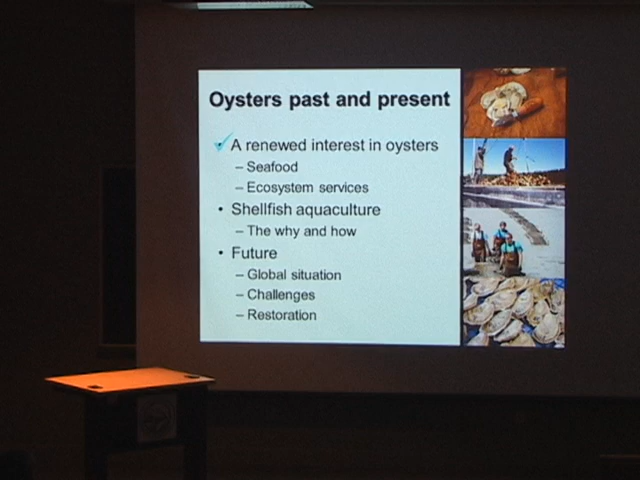 Oysters past and present
✓ A renewed interest in oysters
– Seafood
– Ecosystem services
• Shellfish aquaculture
– The why and how
• Future
– Global situation
– Challenges
– Restoration